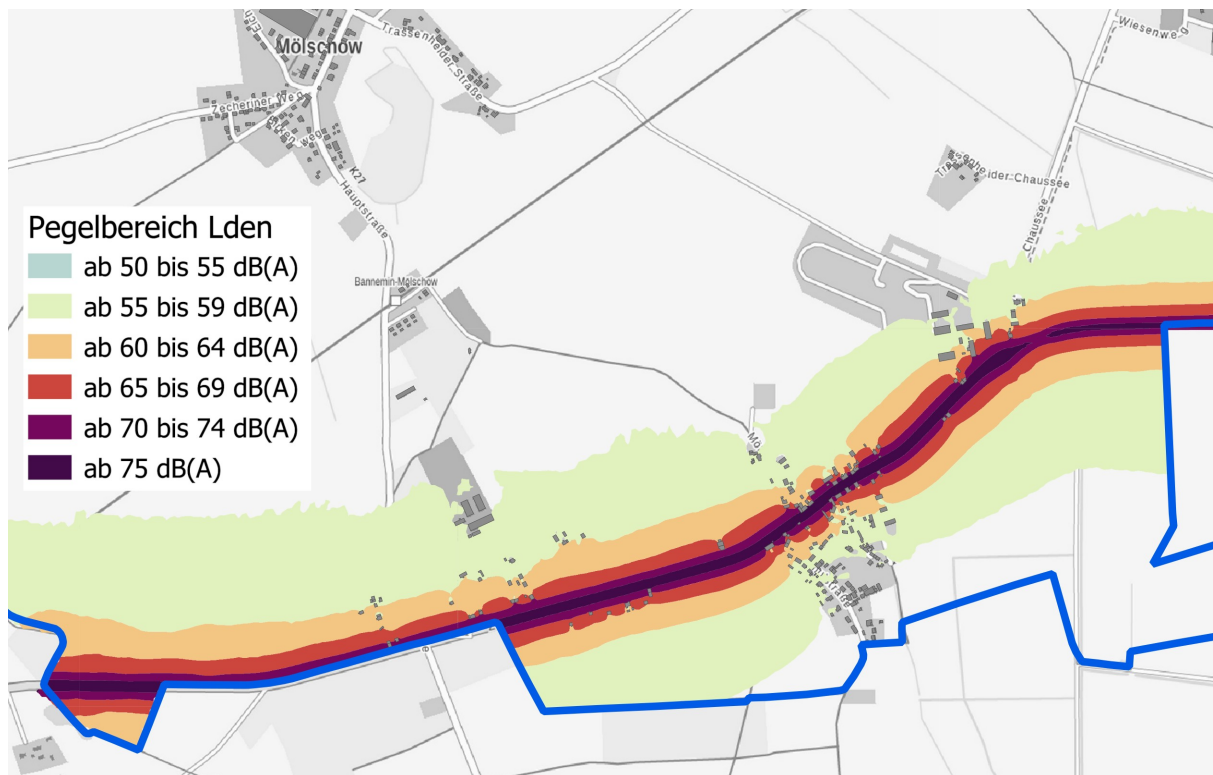 Mölschow
Trassenheider Straße
Wiesenweg
Zecheriner Weg
K27
Hauptstraße
Trassenheider Chaussee
Chaussee
Bannemin-Mölschow
Mö
Pegelbereich Lden
ab 50 bis 55 dB(A)
ab 55 bis 59 dB(A)
ab 60 bis 64 dB(A)
ab 65 bis 69 dB(A)
ab 70 bis 74 dB(A)
ab 75 dB(A)